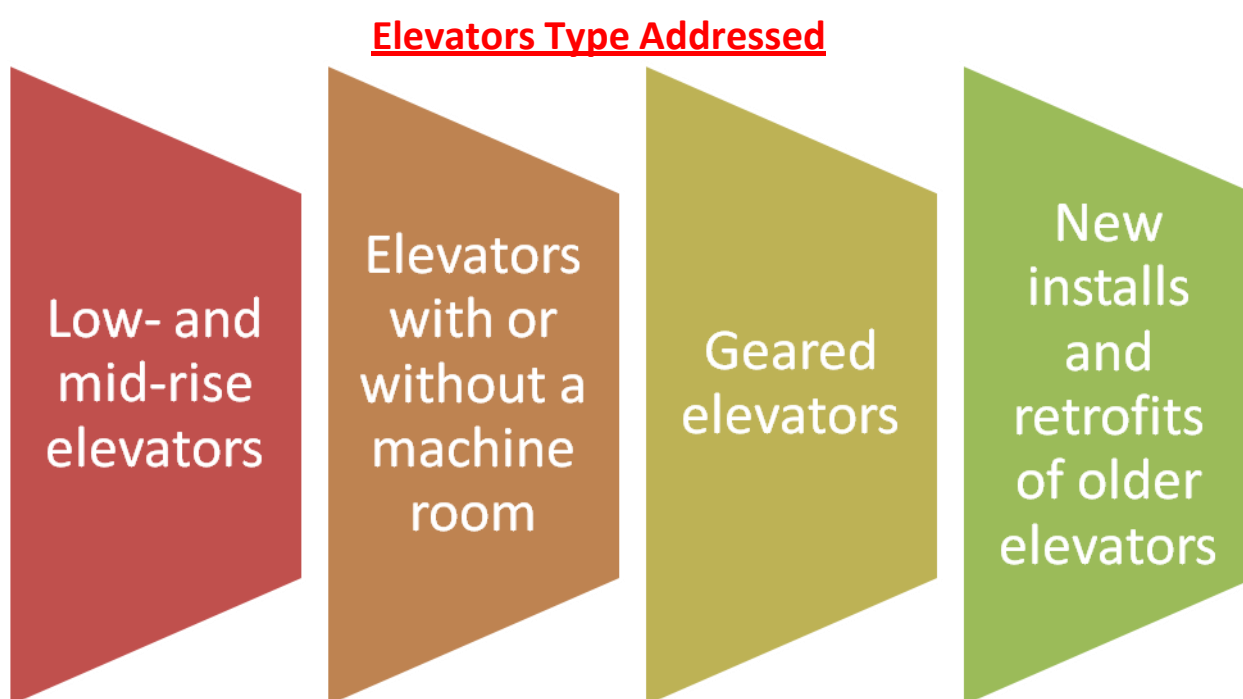 Elevators Type Addressed
Low- and
mid-rise
elevators
Elevators
with or
without a
machine
room
Geared
elevators
New
installs
and
retrofits
of older
elevators